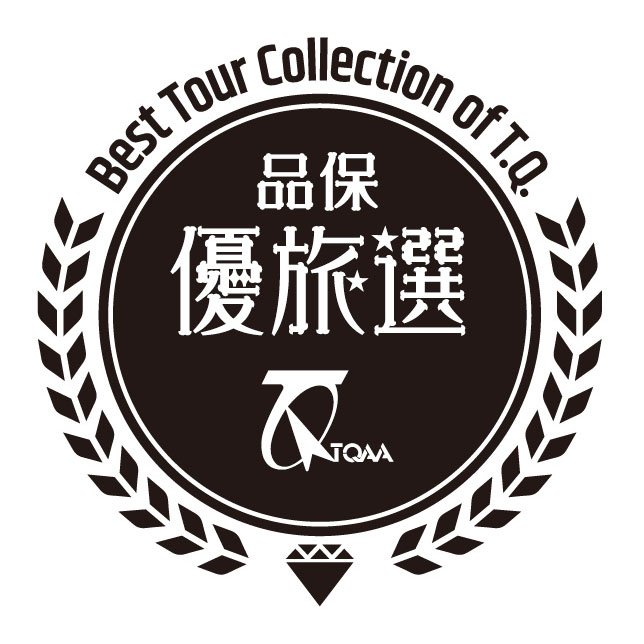 Best Tour Collection of T.Q.
品保
優旅選
TQAA